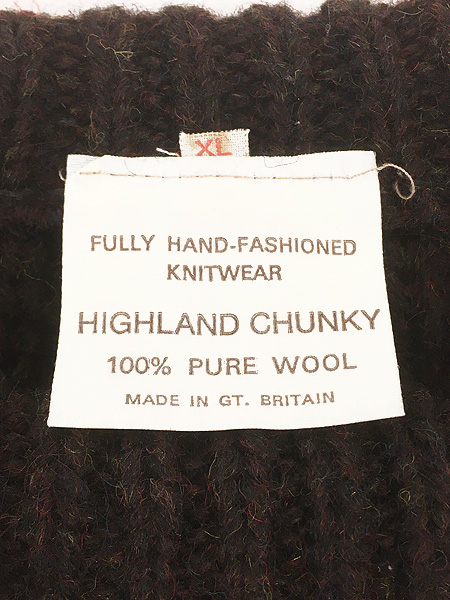 XL
FULLY HAND-FASHIONED
KNITWEAR
HIGHLAND CHUNKY
100% PURE WOOL
MADE IN GT. BRITAIN